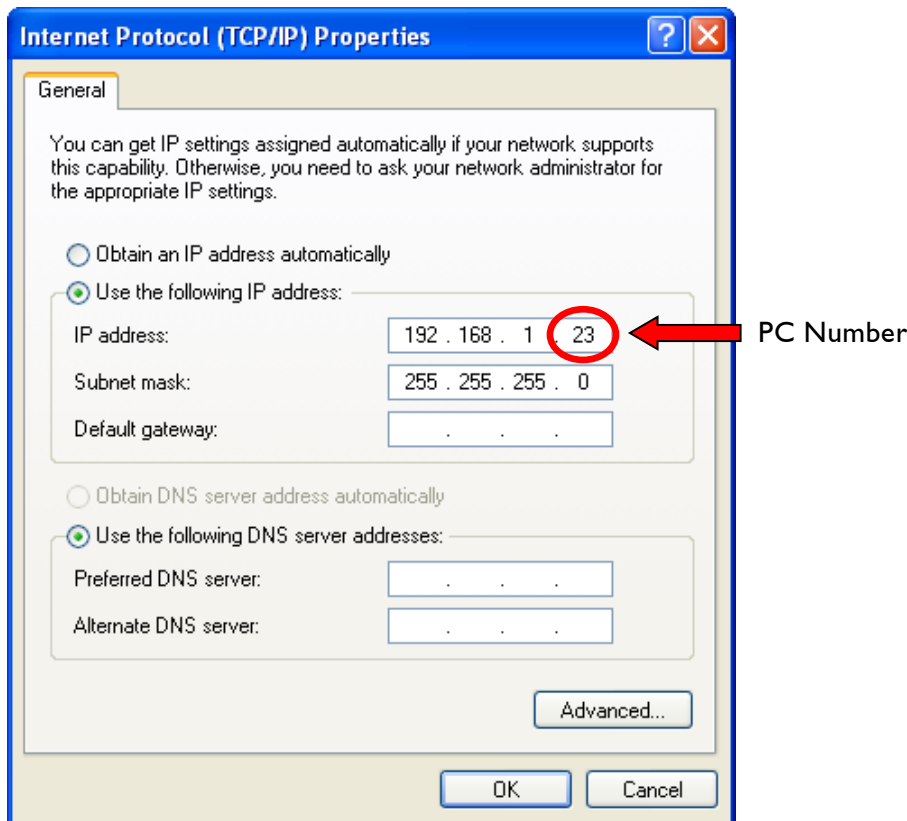 Internet Protocol (TCP/IP) Properties
General
You can get IP settings assigned automatically if your network supports
this capability. Otherwise, you need to ask your network administrator for
the appropriate IP settings.
Obtain an IP address automatically
Use the following IP address:
IP address: 192 . 168 . 1 . 23
PC Number
Subnet mask: 255 . 255 . 255 . 0
Default gateway: . . .
Obtain DNS server address automatically
Use the following DNS server addresses:
Preferred DNS server: . . .
Alternate DNS server: . . .
Advanced...
OK Cancel